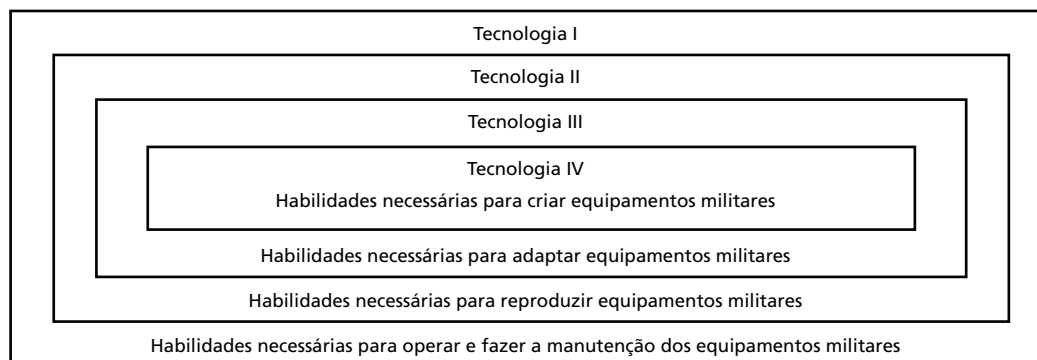 Tecnologia I
Tecnologia II
Tecnologia III
Tecnologia IV
Habilidades necessárias para criar equipamentos militares
Habilidades necessárias para adaptar equipamentos militares
Habilidades necessárias para reproduzir equipamentos militares
Habilidades necessárias para operar e fazer a manutenção dos equipamentos militares